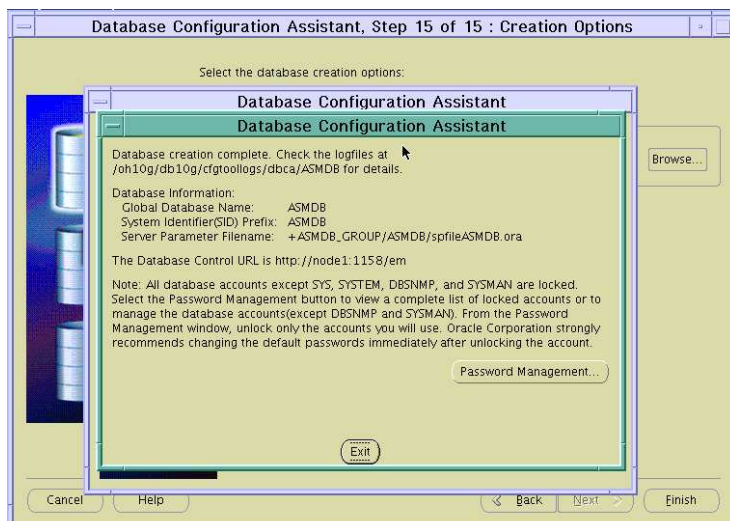 Database Configuration Assistant, Step 15 of 15 : Creation Options
Select the database creation options:
Database Configuration Assistant
Database Configuration Assistant
Database creation complete. Check the logfiles at
/oh10g/db10g/cfgtoollogs/dbca/ASMDB for details.
Database Information:
Global Database Name: ASMDB
System Identifier(SID) Prefix: ASMDB
Server Parameter Filename: +ASMDB_GROUP/ASMDB/spfileASMDB.ora
The Database Control URL is http://node1:1158/em
Note: All database accounts except SYS, SYSTEM, DBSNMP, and SYSMAN are locked.
Select the Password Management button to view a complete list of locked accounts or to
manage the database accounts(except DBSNMP and SYSMAN). From the Password
Management window, unlock only the accounts you will use. Oracle Corporation strongly
recommends changing the default passwords immediately after unlocking the account.
Browse...
Password Management...
Exit
Cancel
Help
Back
Next
Finish